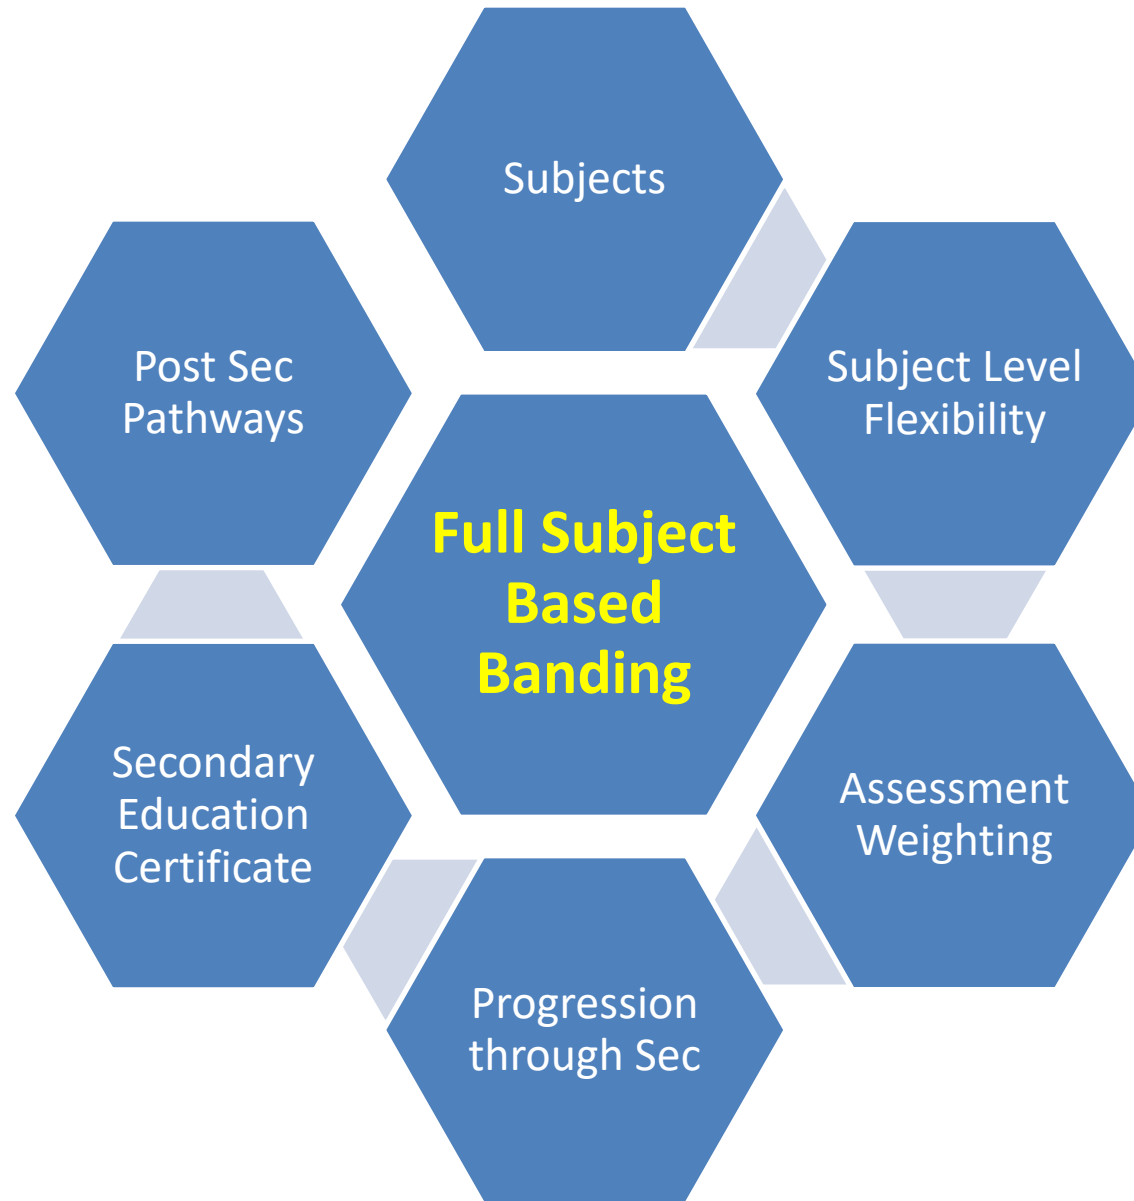 Subjects
Subject Level
Flexibility
Assessment
Weighting
Progression
through Sec
Secondary
Education
Certificate
Post Sec
Pathways
Full Subject
Based
Banding